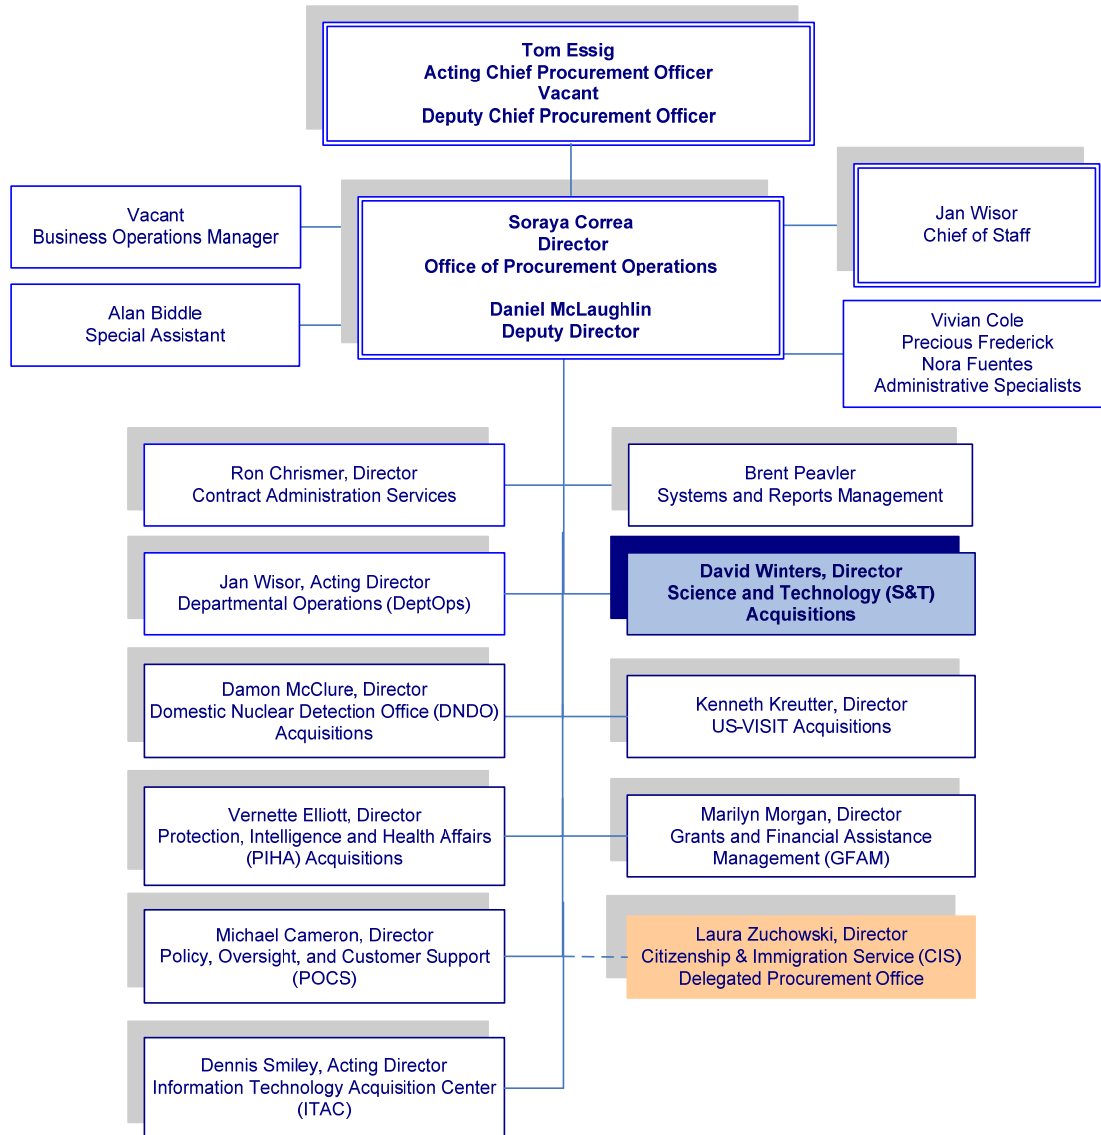 Tom Essig
Acting Chief Procurement Officer
Vacant
Deputy Chief Procurement Officer
Vacant
Business Operations Manager
Soraya Correa
Director
Office of Procurement Operations
Daniel McLaughlin
Deputy Director
Jan Wisor
Chief of Staff
Alan Biddle
Special Assistant
Vivian Cole
Precious Frederick
Nora Fuentes
Administrative Specialists
Ron Chrismer, Director
Contract Administration Services
Brent Peavler
Systems and Reports Management
Jan Wisor, Acting Director
Departmental Operations (DeptOps)
David Winters, Director
Science and Technology (S&T)
Acquisitions
Damon McClure, Director
Domestic Nuclear Detection Office (DNDO)
Acquisitions
Kenneth Kreutter, Director
US-VISIT Acquisitions
Vernette Elliott, Director
Protection, Intelligence and Health Affairs
(PIHA) Acquisitions
Marilyn Morgan, Director
Grants and Financial Assistance
Management (GFAM)
Michael Cameron, Director
Policy, Oversight, and Customer Support
(POCS)
Laura Zuchowski, Director
Citizenship & Immigration Service (CIS)
Delegated Procurement Office
Dennis Smiley, Acting Director
Information Technology Acquisition Center
(ITAC)